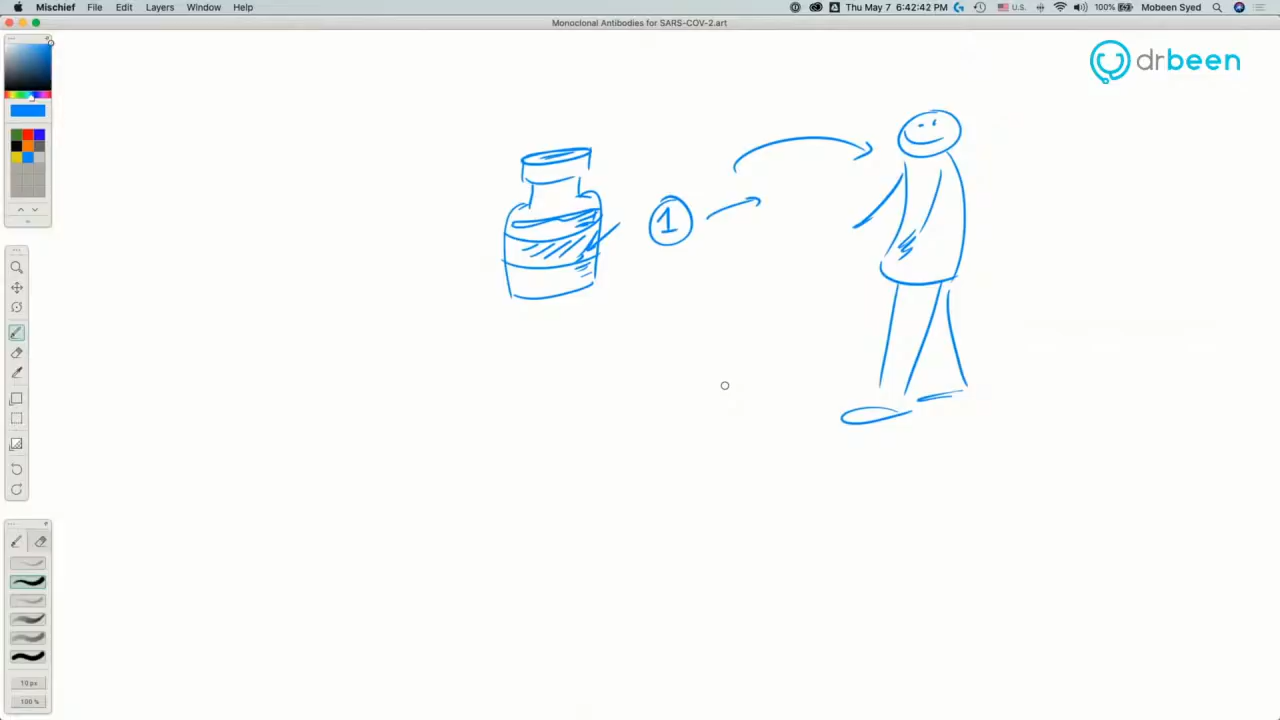 Mischief File Edit Layers Window Help U.S. 100% Thu May 7 6:42:42 PM Mobeen Syed
Monoclonal Antibodies for SARS-COV-2.art
drbeen
1
10 px
100 %